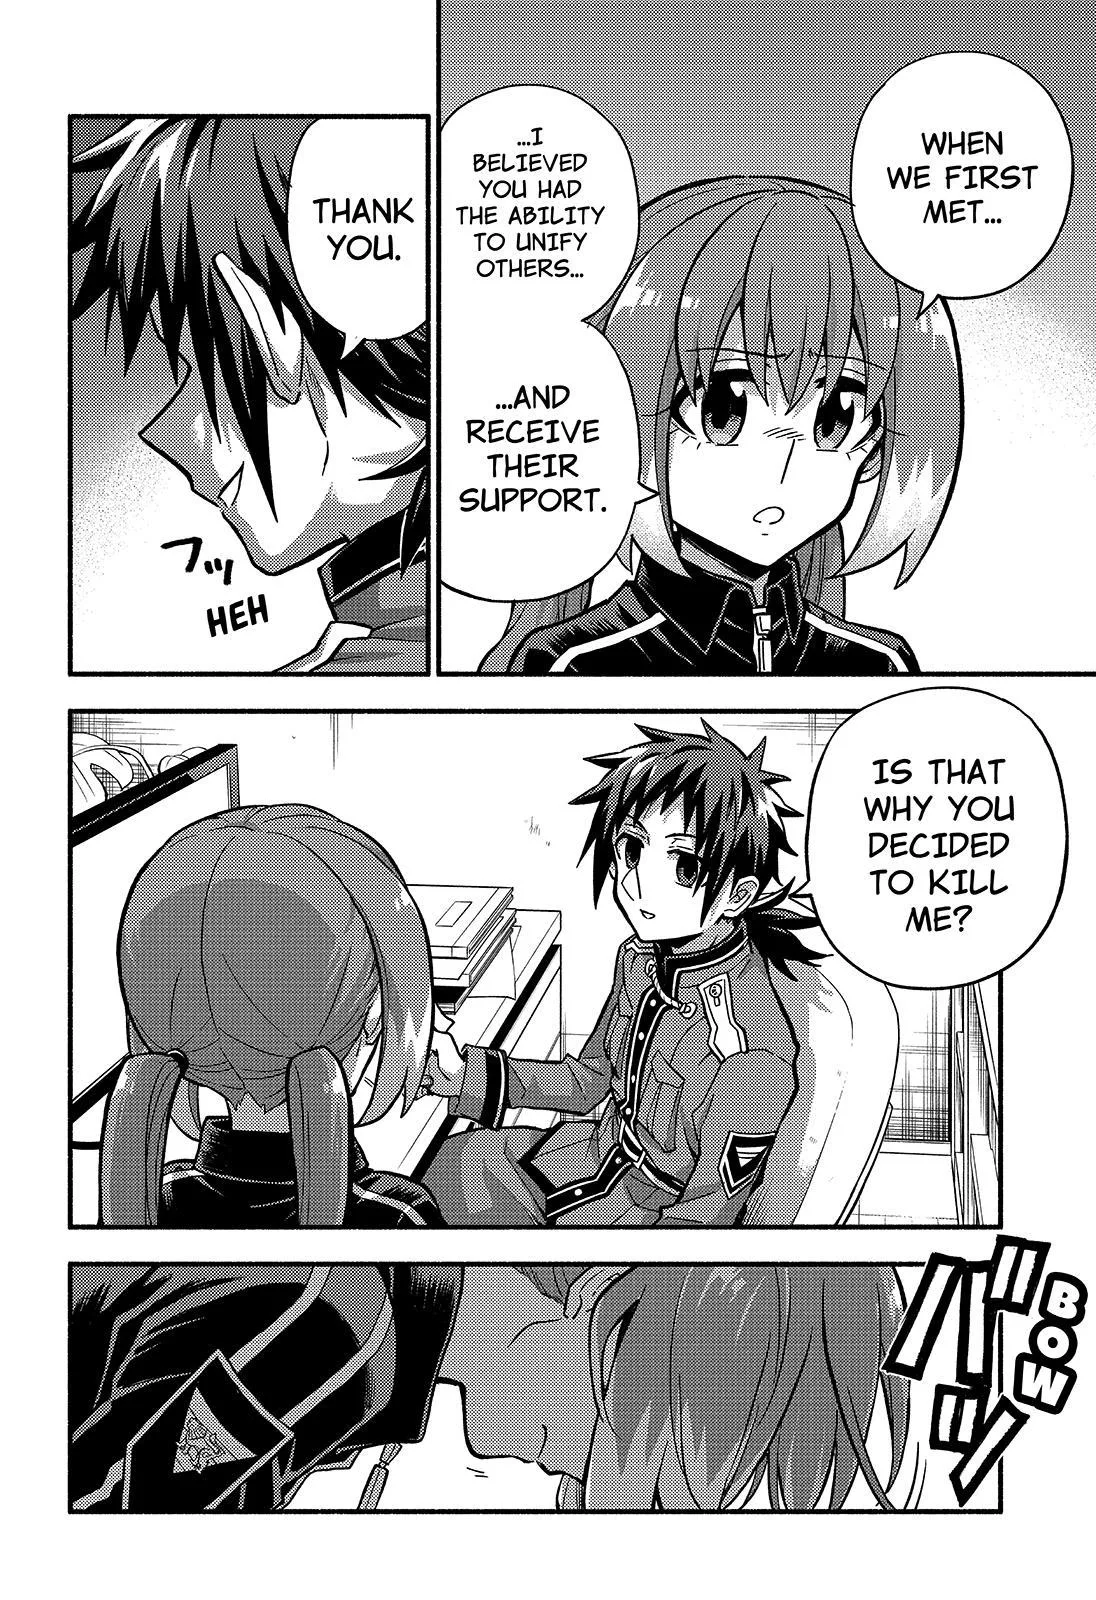 WHEN
WE FIRST
MET...
...I
BELIEVED
YOU HAD
THE ABILITY
TO UNIFY
OTHERS...
...AND
RECEIVE
THEIR
SUPPORT.
THANK
YOU.
フッ
HEH
IS THAT
WHY YOU
DECIDED
TO KILL
ME?
バッ
BOW